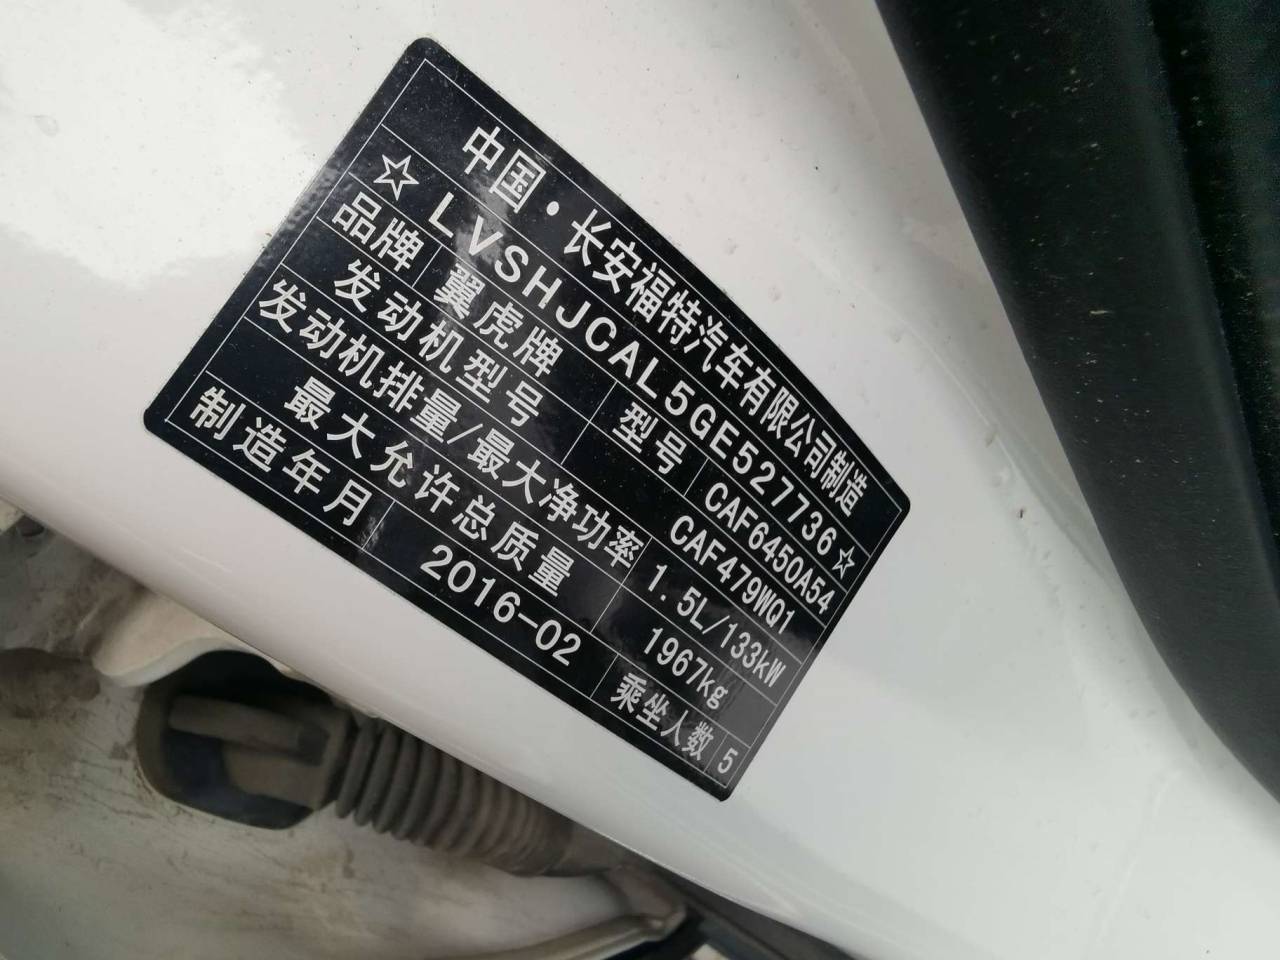 中国·长安福特汽车有限公司制造
☆LVSHJCAL5GE527736☆
品牌 翼虎牌 型号 CAF6450A54
发动机型号 CAF479WQ1
发动机排量/最大净功率 1.5L/133kW
最大允许总质量 1967kg
制造年月 2016-02 乘坐人数 5